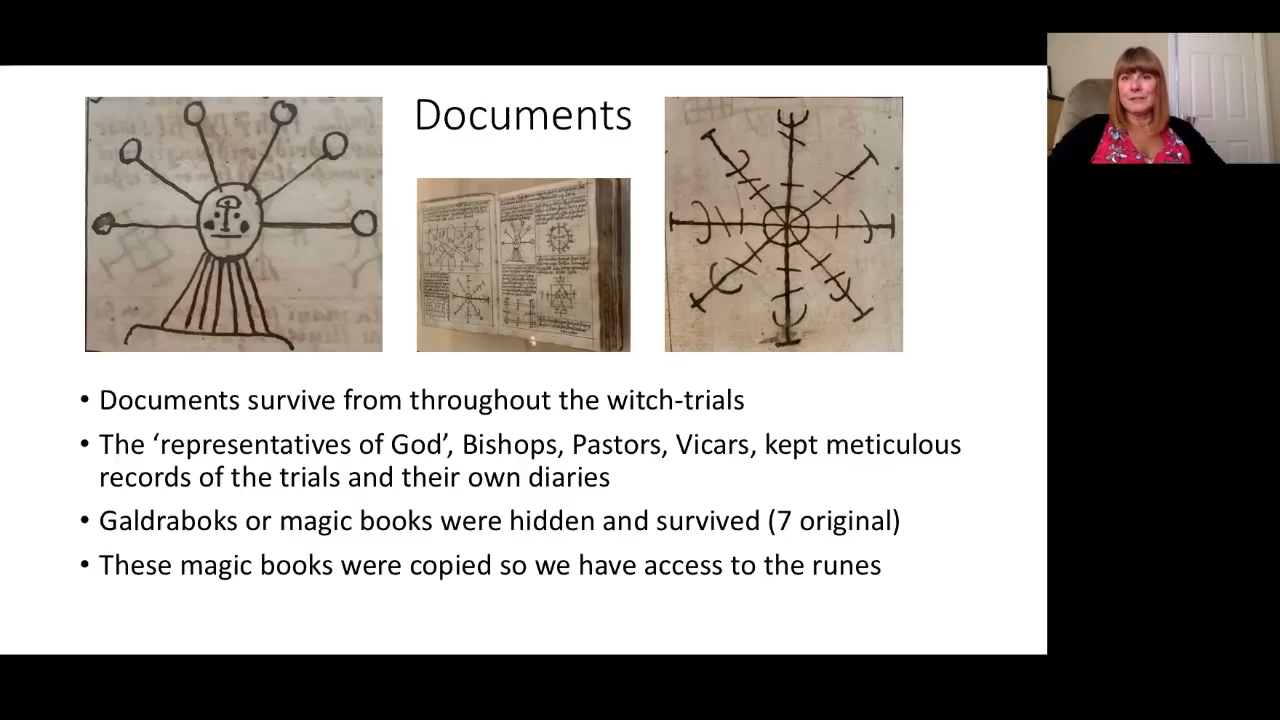 Documents
• Documents survive from throughout the witch-trials
• The ‘representatives of God’, Bishops, Pastors, Vicars, kept meticulous
records of the trials and their own diaries
• Galdraboks or magic books were hidden and survived (7 original)
• These magic books were copied so we have access to the runes